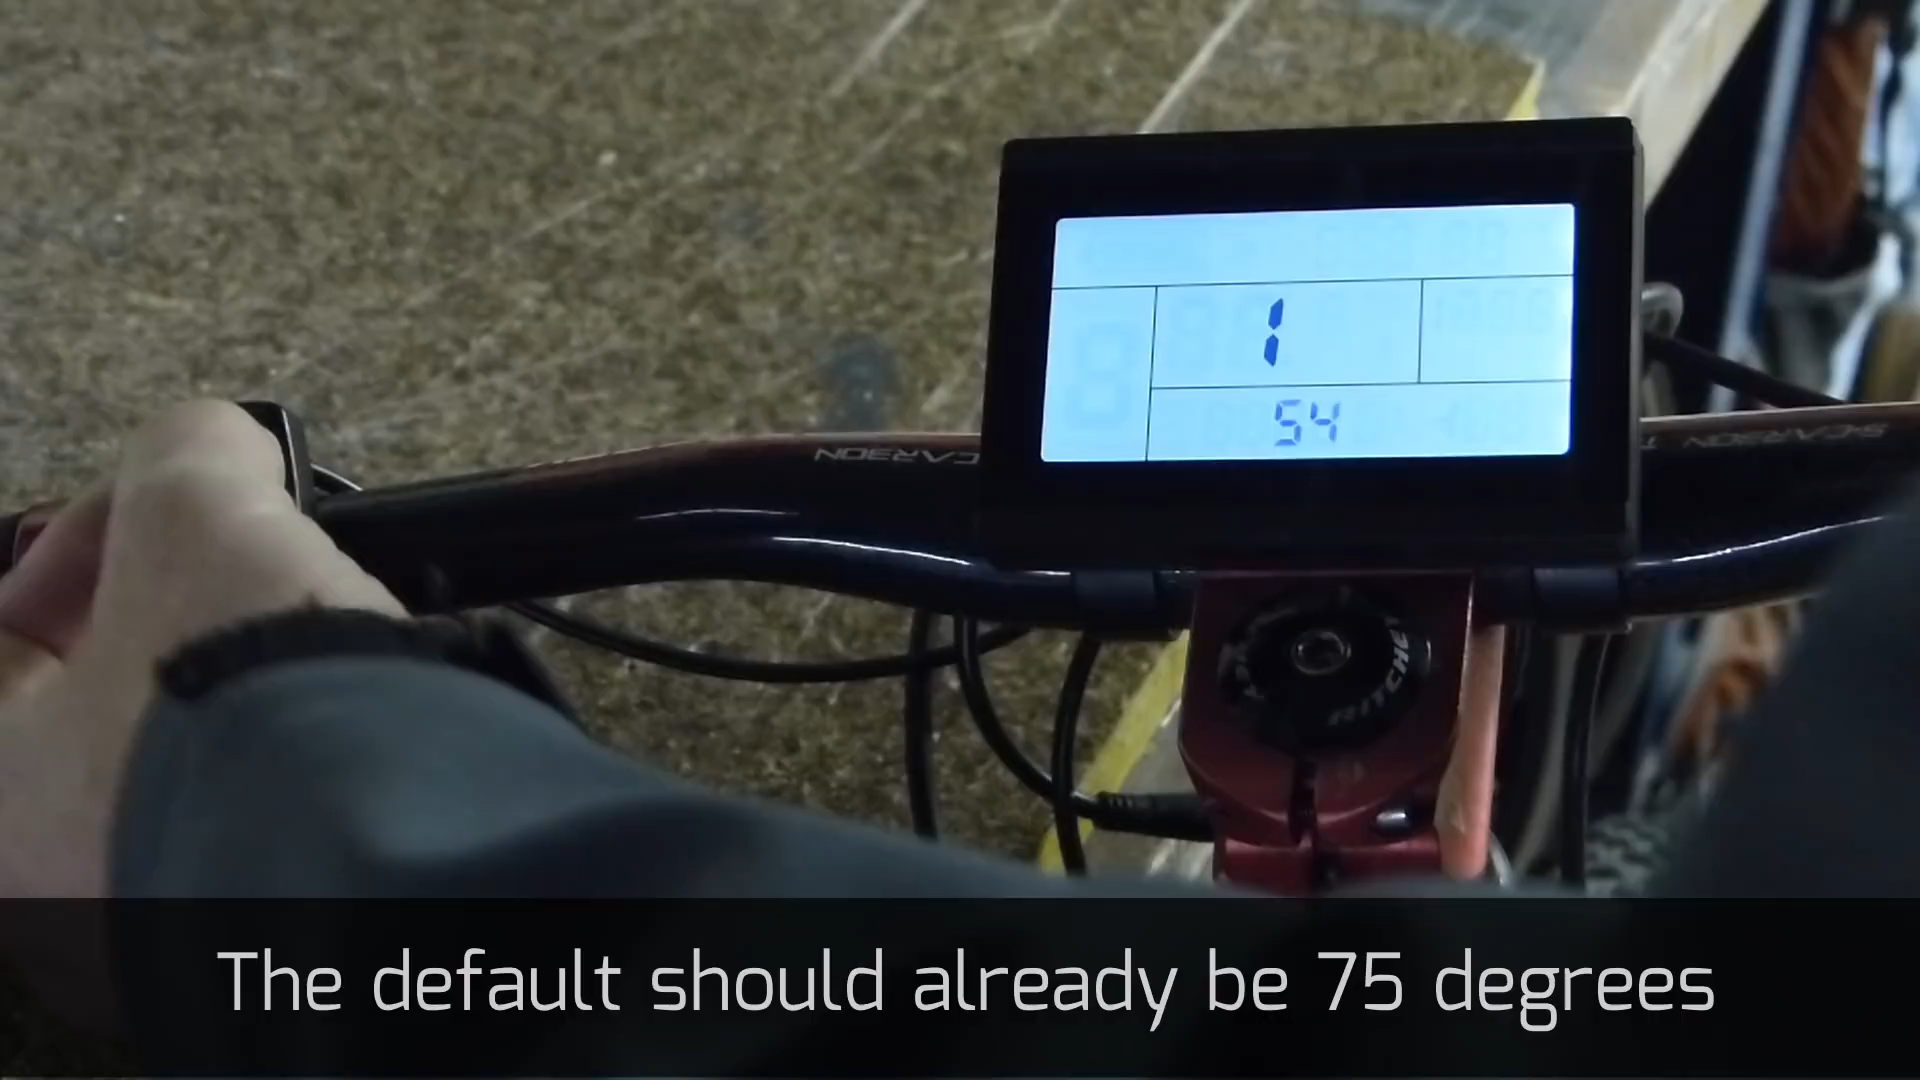 1
54
CARBON
S-CARBON
RITCHEY
The default should already be 75 degrees